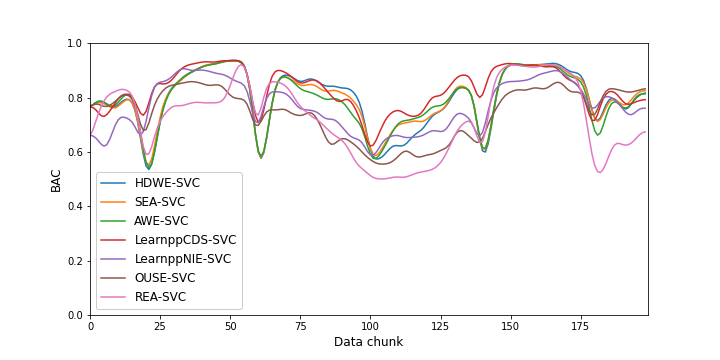 1.0
0.8
0.6
0.4
0.2
0.0
BAC
HDWE-SVC
SEA-SVC
AWE-SVC
LearnppCDS-SVC
LearnppNIE-SVC
OUSE-SVC
REA-SVC
0 25 50 75 100 125 150 175
Data chunk